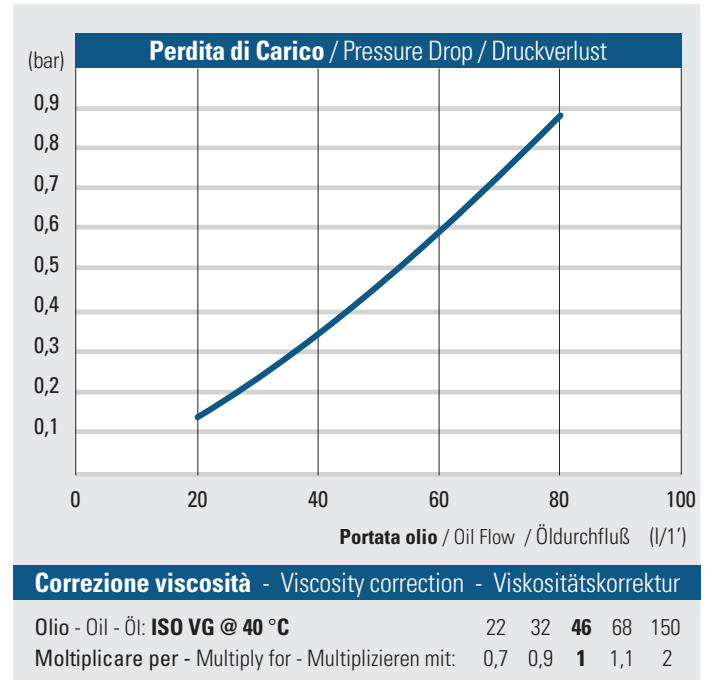 Perdita di Carico / Pressure Drop / Druckverlust
(bar)
0,9
0,8
0,7
0,6
0,5
0,4
0,3
0,2
0,1
0 20 40 60 80 100
Portata olio / Oil Flow / Öldurchfluß (l/1')
Correzione viscosità - Viscosity correction - Viskositätskorrektur
Olio - Oil - Öl: ISO VG @ 40 °C 22 32 46 68 150
Moltiplicare per - Multiply for - Multiplizieren mit: 0,7 0,9 1 1,1 2